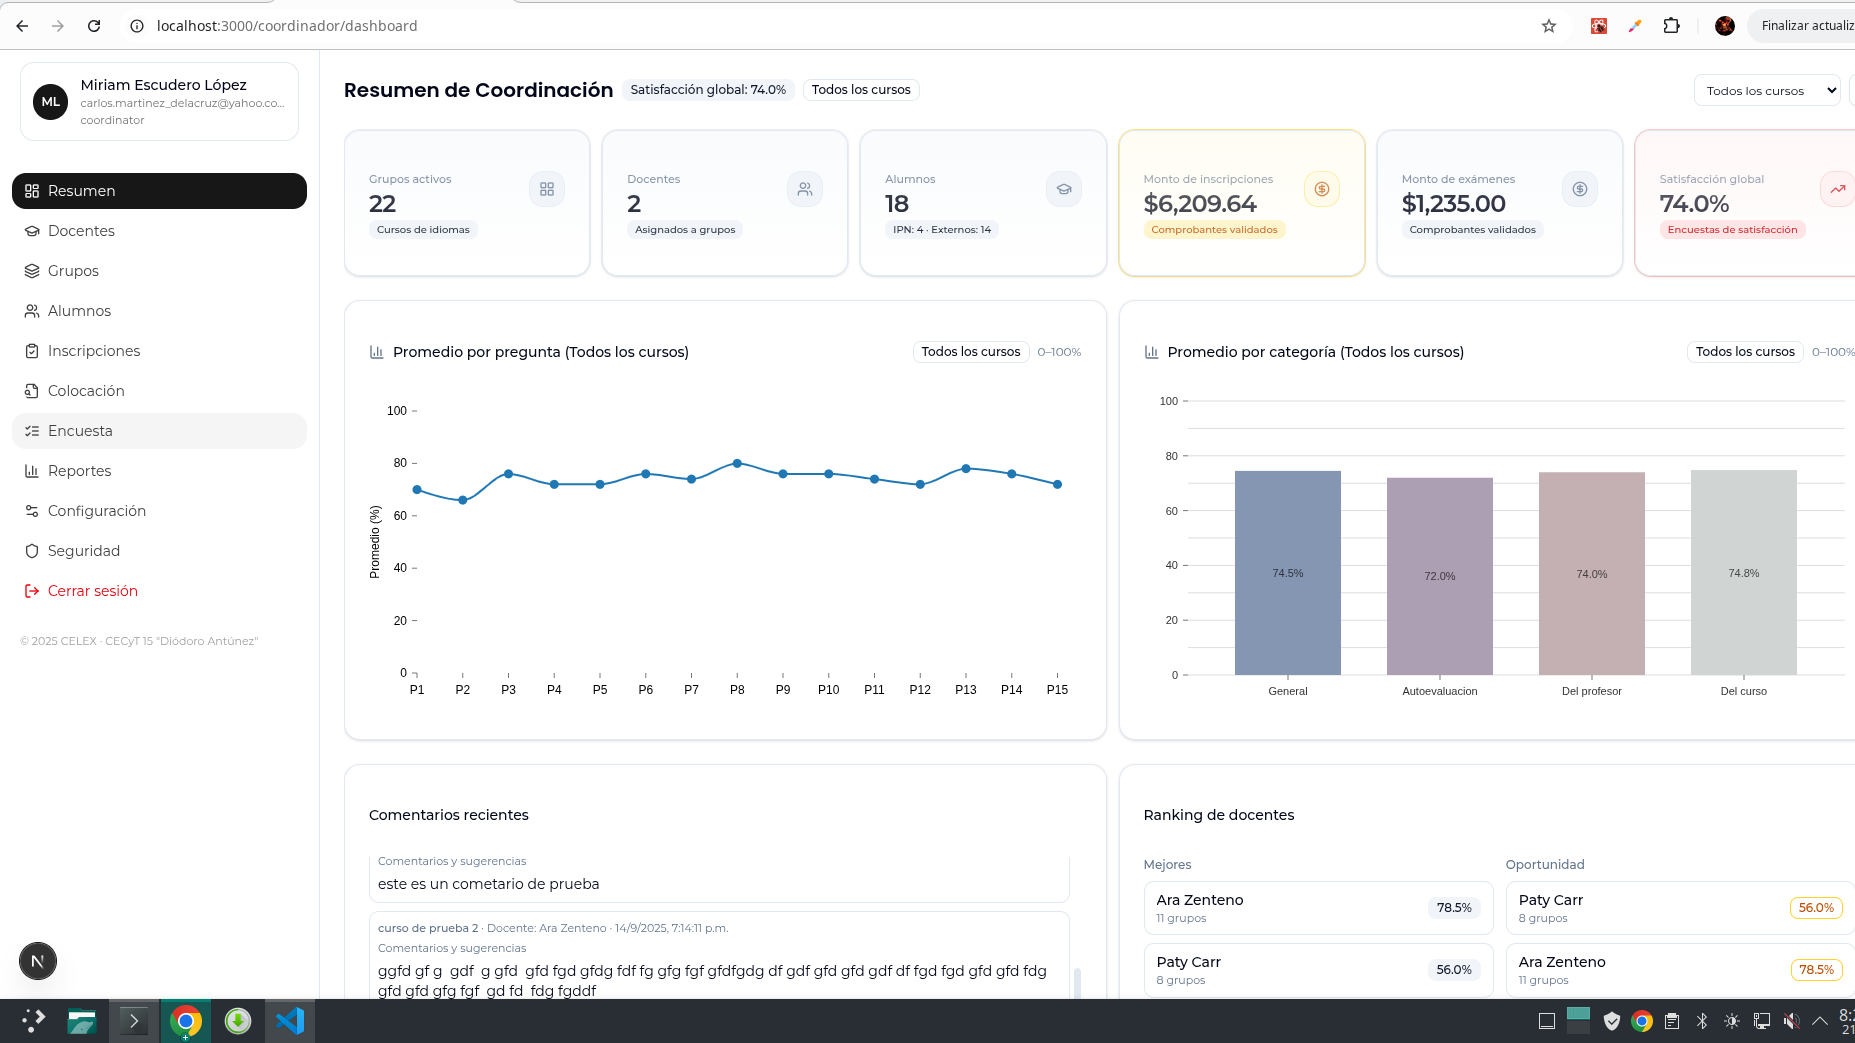 localhost:3000/coordinador/dashboard
Finalizar actualiz
ML
Miriam Escudero López
carlos.martinez_delacruz@yahoo.co...
coordinator
Resumen
Docentes
Grupos
Alumnos
Inscripciones
Colocación
Encuesta
Reportes
Configuración
Seguridad
Cerrar sesión
© 2025 CELEX · CECyT 15 "Diódoro Antúnez"
N
Resumen de Coordinación
Satisfacción global: 74.0%
Todos los cursos
Todos los cursos
Grupos activos
22
Cursos de idiomas
Docentes
2
Asignados a grupos
Alumnos
18
IPN: 4 · Externos: 14
Monto de inscripciones
$6,209.64
Comprobantes validados
Monto de exámenes
$1,235.00
Comprobantes validados
Satisfacción global
74.0%
Encuestas de satisfacción
Promedio por pregunta (Todos los cursos)
Todos los cursos
0–100%
Promedio (%)
100
80
60
40
20
0
P1 P2 P3 P4 P5 P6 P7 P8 P9 P10 P11 P12 P13 P14 P15
Promedio por categoría (Todos los cursos)
Todos los cursos
0–100%
100
80
60
40
20
0
74.5% 72.0% 74.0% 74.8%
General Autoevaluacion Del profesor Del curso
Comentarios recientes
Comentarios y sugerencias
este es un cometario de prueba
curso de prueba 2 · Docente: Ara Zenteno · 14/9/2025, 7:14:11 p.m.
Comentarios y sugerencias
ggfd gf g  gdf  g gfd  gfd fgd gfdg fdf fg gfg fgf gfdfgdg df gdf gfd gfd gdf df fgd fgd gfd gfd fdg
gfd gfd gfg fgf  gd fd  fdg fgddf
Ranking de docentes
Mejores
Ara Zenteno
11 grupos
78.5%
Paty Carr
8 grupos
56.0%
Oportunidad
Paty Carr
8 grupos
56.0%
Ara Zenteno
11 grupos
78.5%